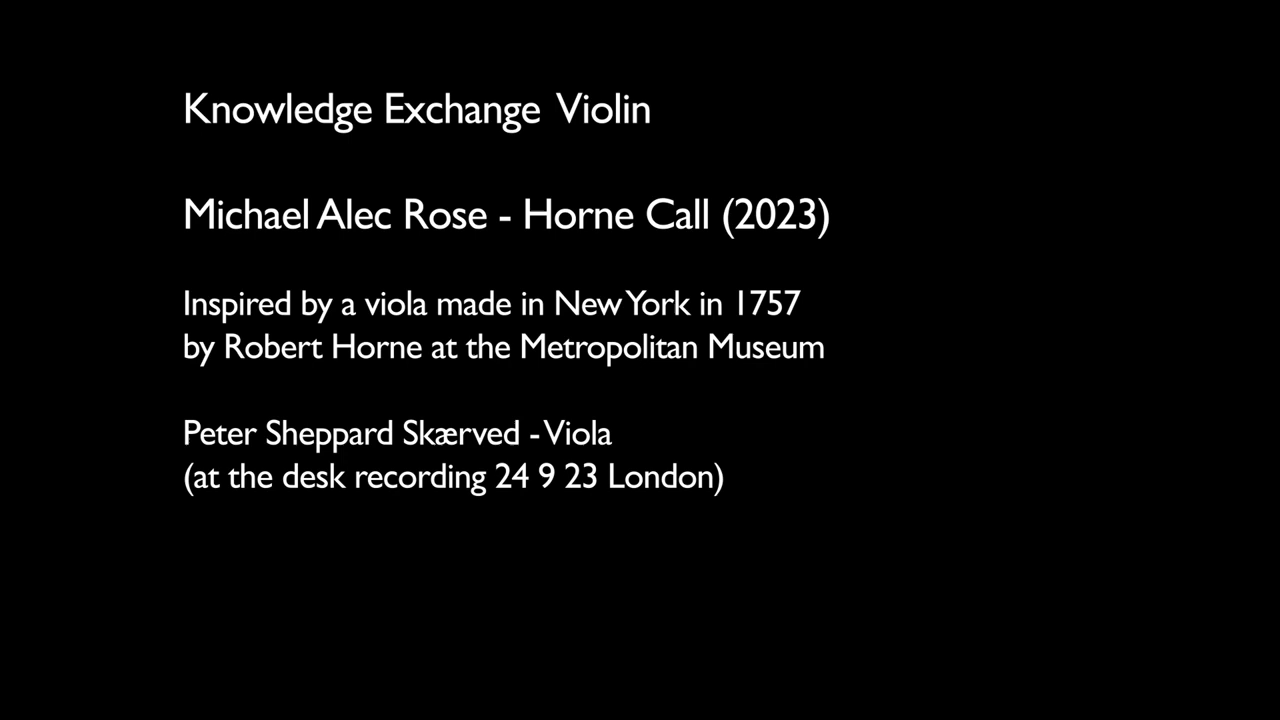 Knowledge Exchange Violin
Michael Alec Rose - Horne Call (2023)
Inspired by a viola made in New York in 1757
by Robert Horne at the Metropolitan Museum
Peter Sheppard Skærved - Viola
(at the desk recording 24 9 23 London)